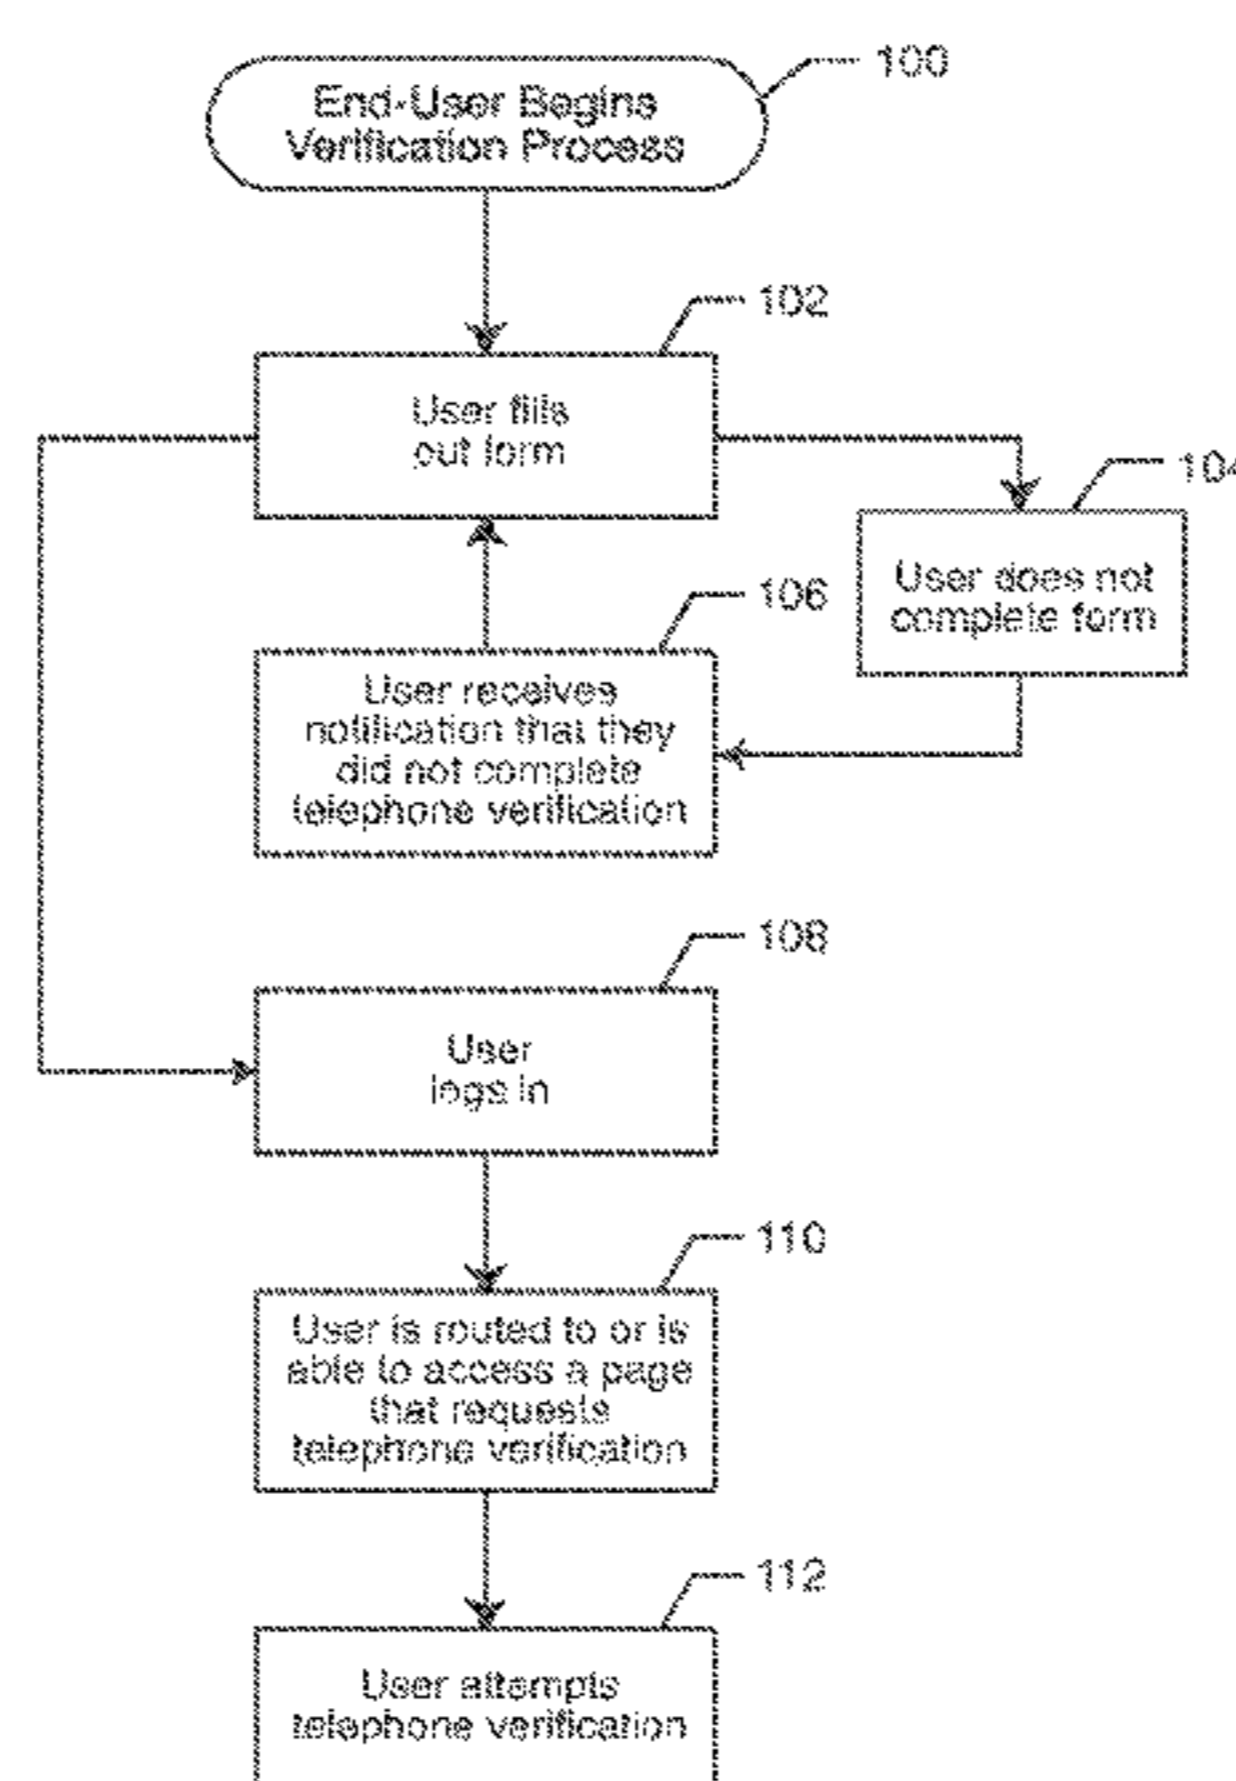 100
End-User Begins
Verification Process
102
User fills
out form
104
User does not
complete form
106
User receives
notification that they
did not complete
telephone verification
108
User
logs in
110
User is routed to or is
able to access a page
that requests
telephone verification
112
User attempts
telephone verification